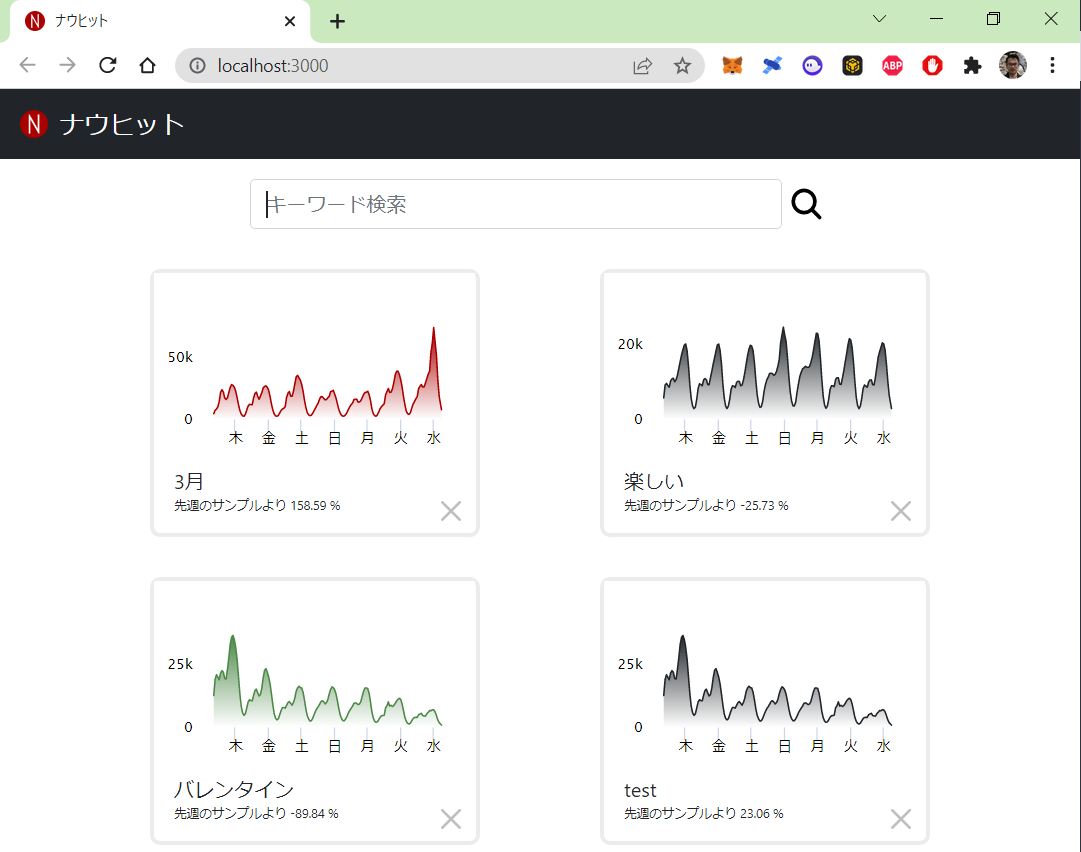 N ナウヒット
localhost:3000
ABP
N ナウヒット
キーワード検索
50k
0
木 金 土 日 月 火 水
3月
先週のサンプルより 158.59 %
20k
0
木 金 土 日 月 火 水
楽しい
先週のサンプルより -25.73 %
25k
0
木 金 土 日 月 火 水
バレンタイン
先週のサンプルより -89.84 %
25k
0
木 金 土 日 月 火 水
test
先週のサンプルより 23.06 %